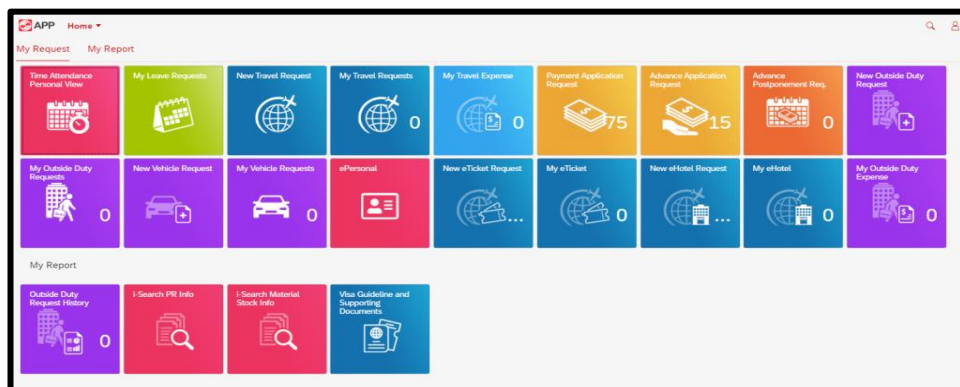 APP Home
My Request My Report
Time Attendance
Personal View
My Leave Requests
New Travel Request
My Travel Requests
0
My Travel Expense
0
Payment Application
Request
75
Advance Application
Request
15
Advance
Postponement Req.
0
New Outside Duty
Request
My Outside Duty
Requests
0
New Vehicle Request
My Vehicle Requests
0
ePersonal
New eTicket Request
...
My eTicket
0
New eHotel Request
...
My eHotel
0
My Outside Duty
Expense
0
My Report
Outside Duty
Request History
0
I-Search PR Info
I-Search Material
Stock Info
Visa Guideline and
Supporting
Documents